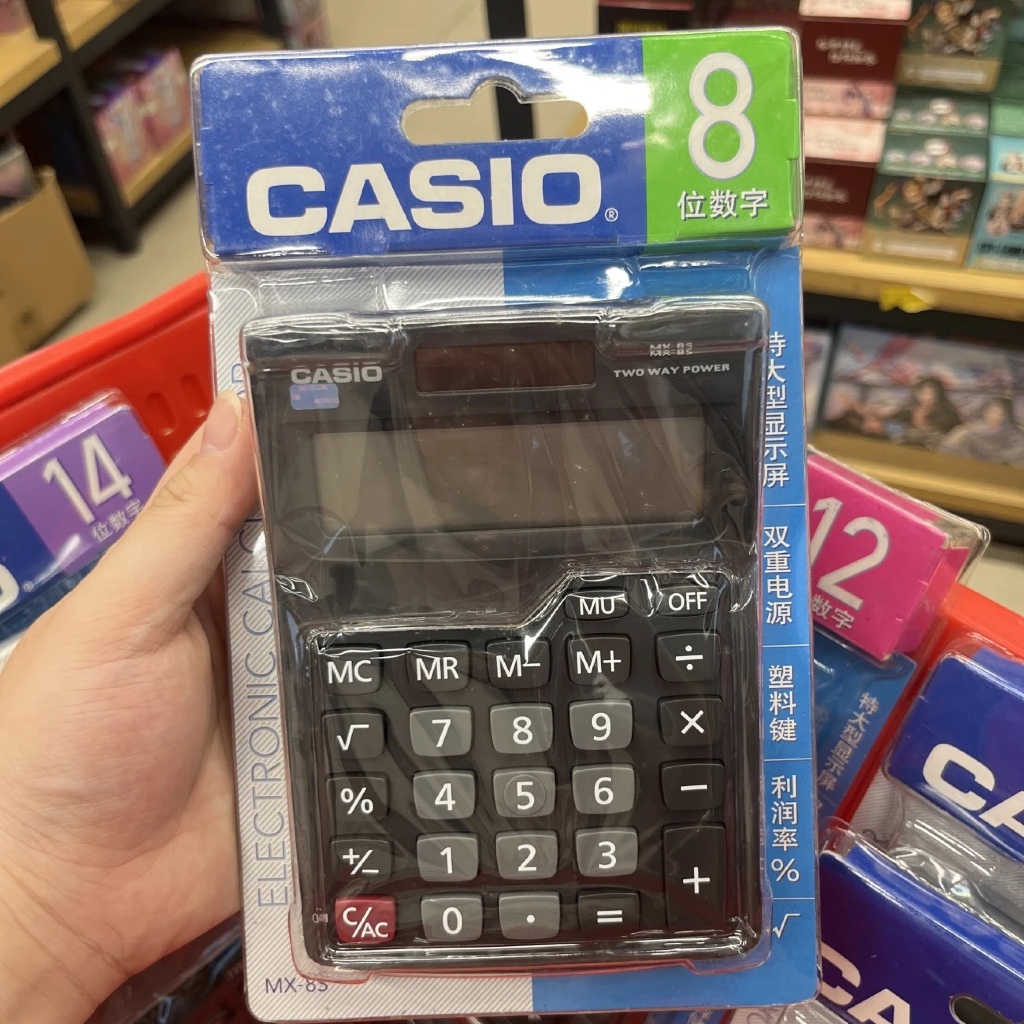 CASIO®
8
位数字
CASIO
MX-8S
TWO WAY POWER
特大型显示屏
双重电源
塑料键
利润率%
√
MU OFF
MC MR M– M+ ÷
√ 7 8 9 ×
% 4 5 6 −
+/− 1 2 3 +
C/AC 0 · =
MX-8S
14
位数字
12
数字
特大型显示屏
CA
CA